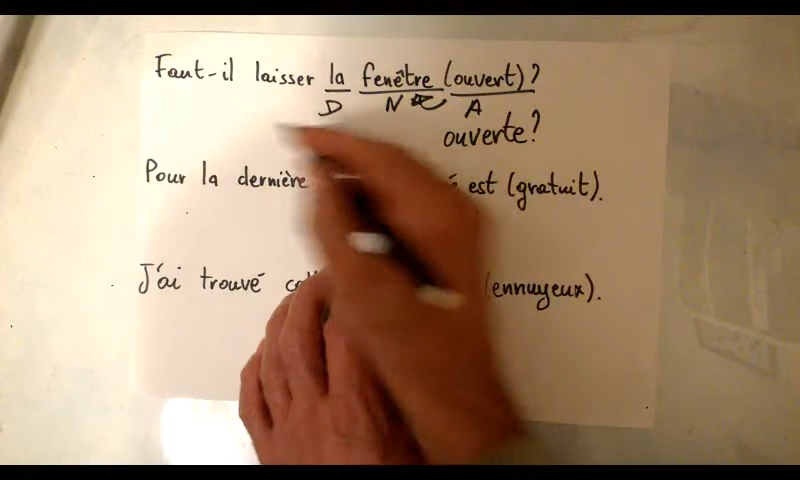 Faut-il laisser la fenêtre (ouvert)?
D N A
ouverte?
Pour la dernière est (gratuit).
J'ai trouvé (ennuyeux).